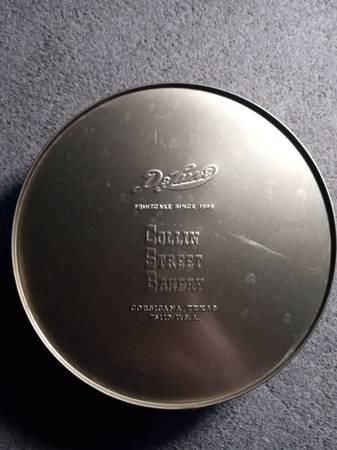 DeLuxe
FRUITCAKE SINCE 1896
COLLIN
STREET
BAKERY
CORSICANA, TEXAS
75110 U.S.A.